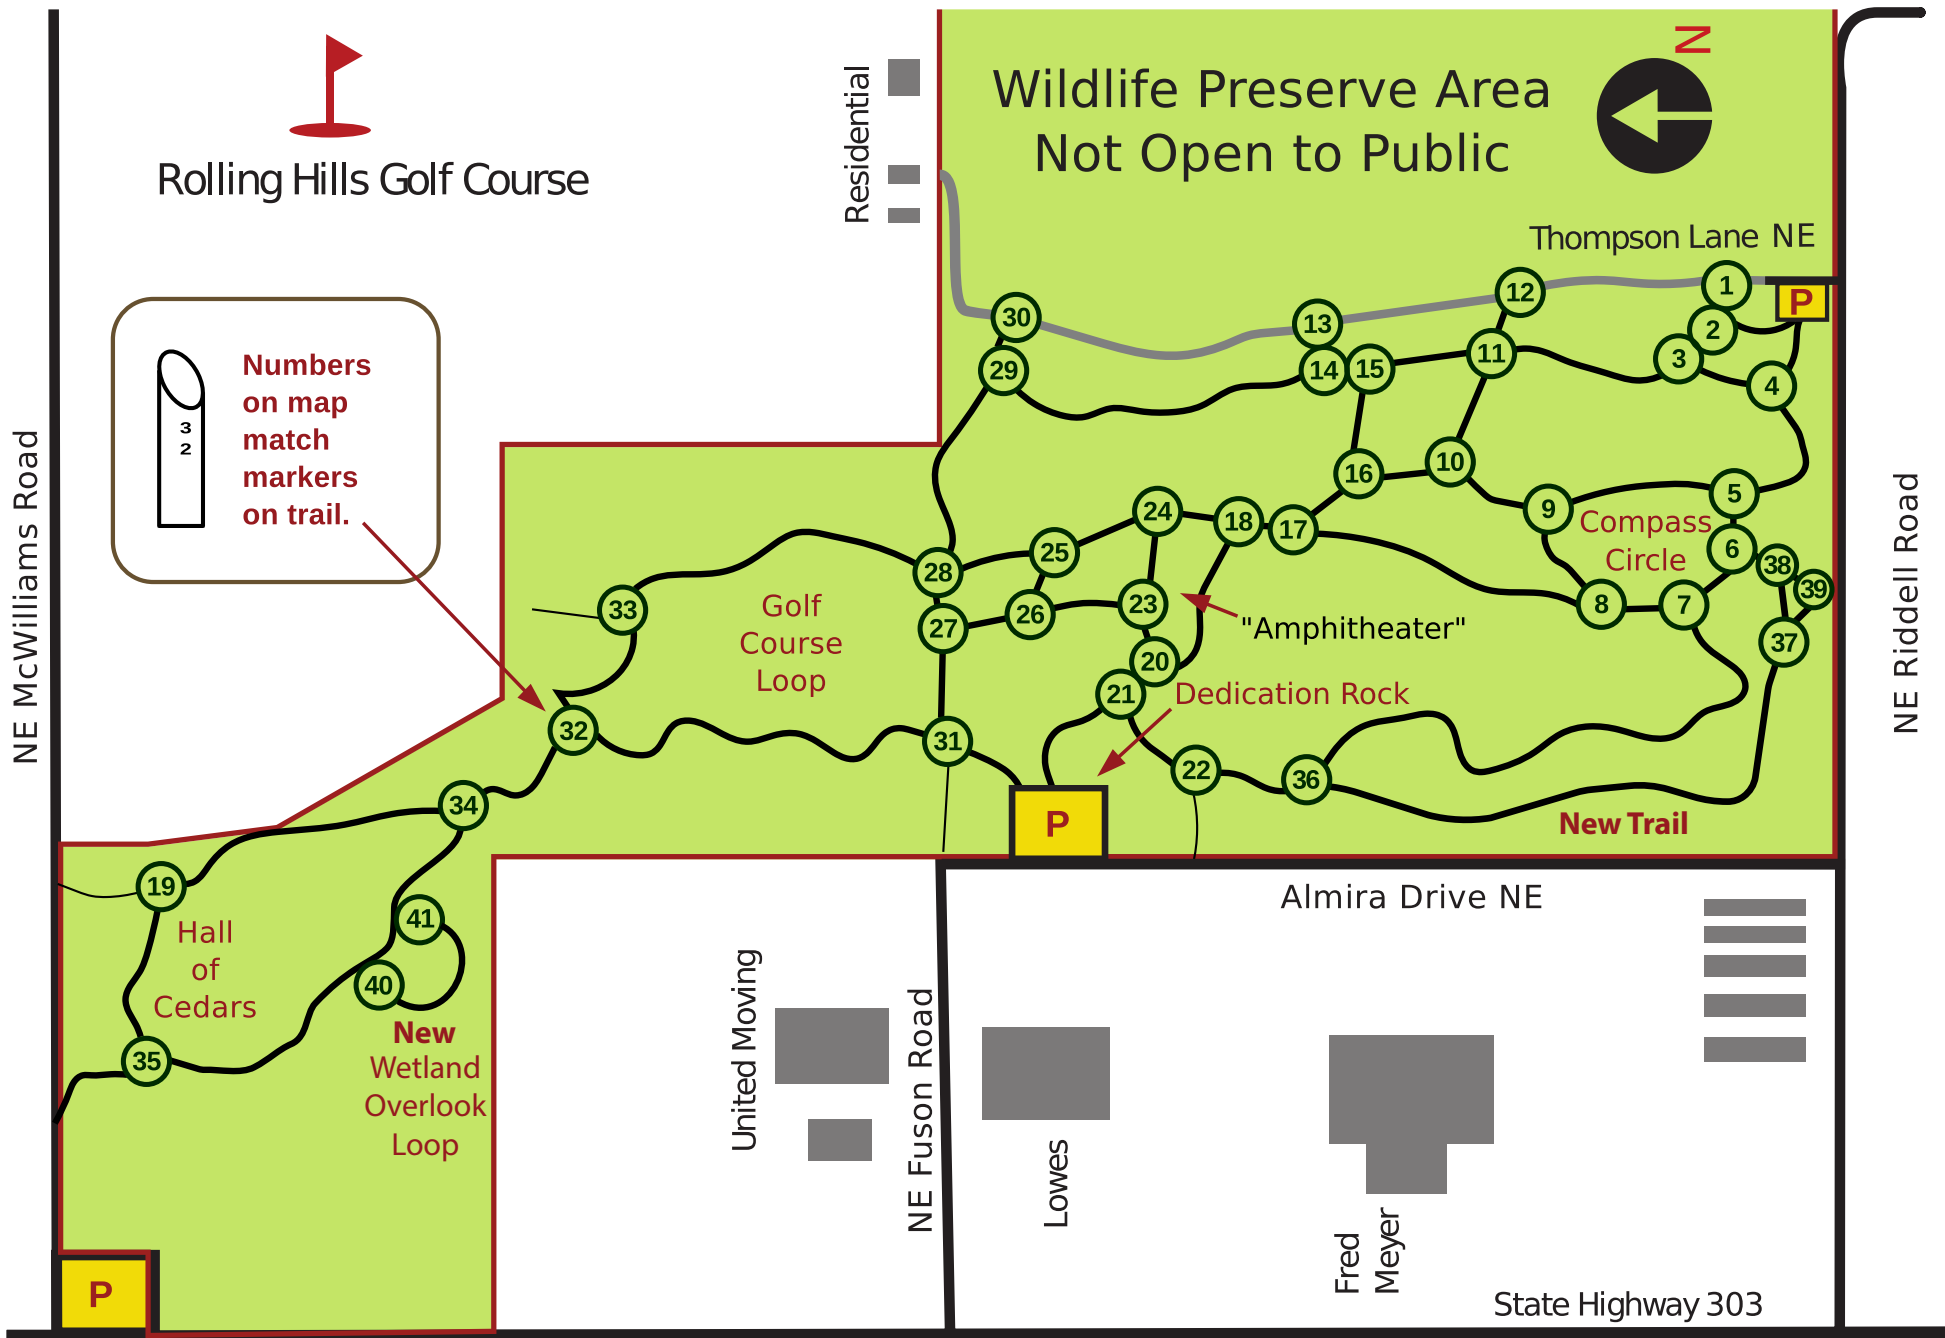 N
Wildlife Preserve Area
Not Open to Public
Rolling Hills Golf Course
Residential
Thompson Lane NE
1
P
2
3
4
12
11
13
14
15
30
29
Numbers
on map
match
markers
on trail.
3
2
NE McWilliams Road
NE Riddell Road
16
10
9
5
Compass
Circle
6
38
39
37
7
8
24
18
17
25
28
23
26
27
"Amphitheater"
20
21
Dedication Rock
33
Golf
Course
Loop
32
31
22
36
New Trail
P
34
19
Hall
of
Cedars
41
40
New
Wetland
Overlook
Loop
35
P
Almira Drive NE
United Moving
NE Fuson Road
Lowes
Fred
Meyer
State Highway 303